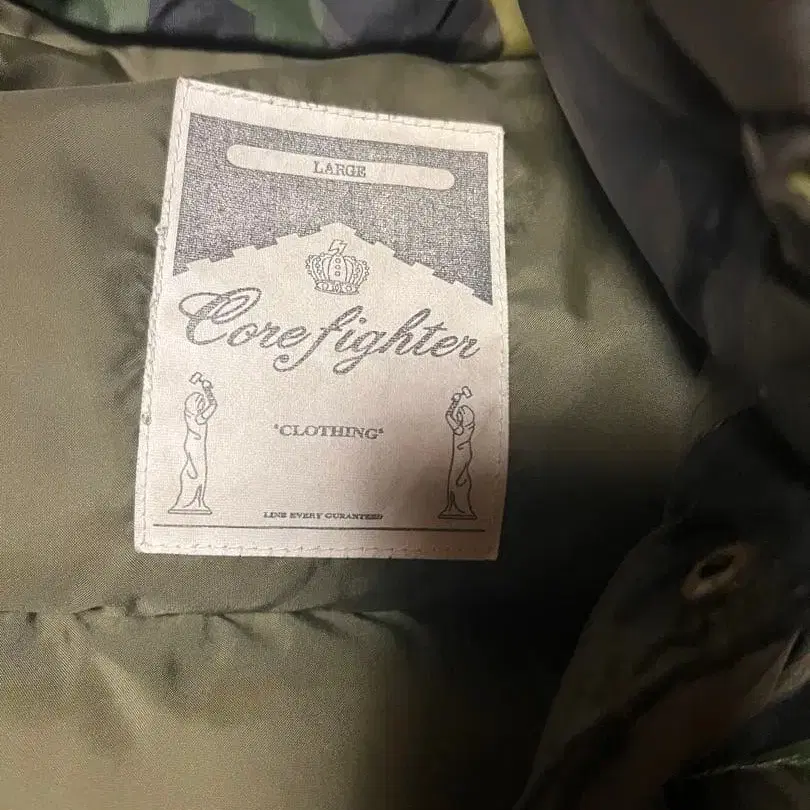 LARGE
Corefighter
"CLOTHING"
LINE EVERY GURANTEED